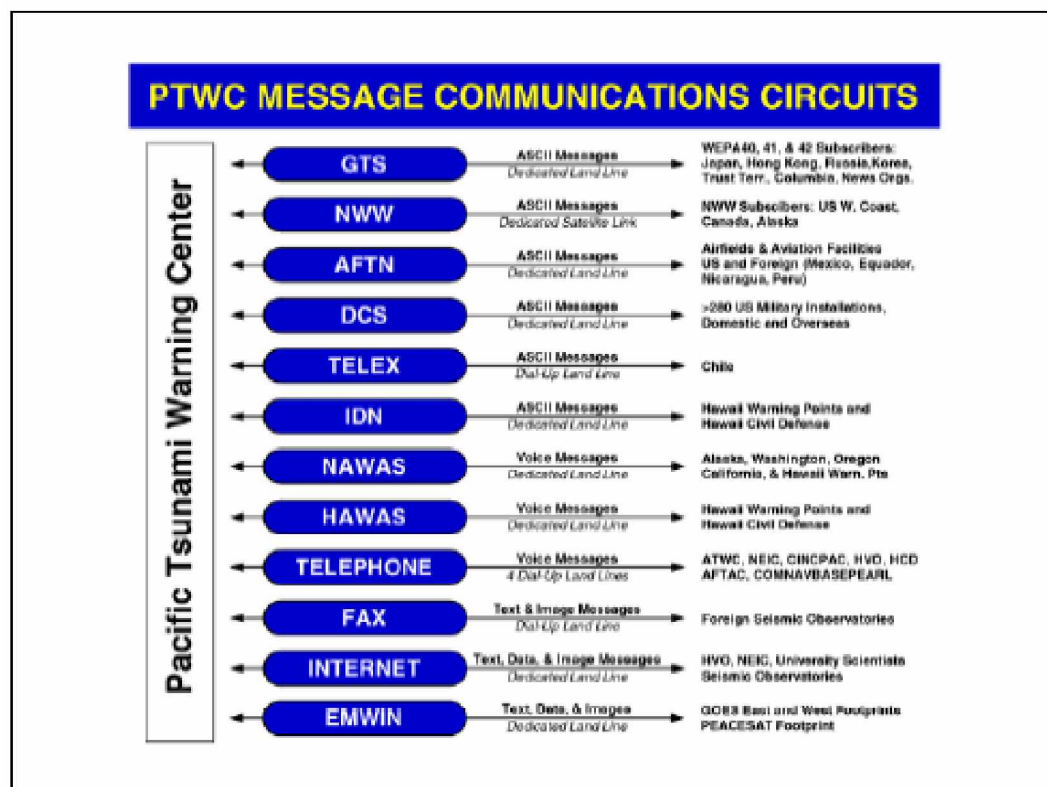 PTWC MESSAGE COMMUNICATIONS CIRCUITS
Pacific Tsunami Warning Center
GTS
ASCII Messages
Dedicated Land Line
WEPA40, 41, & 42 Subscribers:
Japan, Hong Kong, Russia,Korea,
Trust Terr., Columbia, News Orgs.
NWW
ASCII Messages
Dedicated Satelite Link
NWW Subscibers: US W. Coast,
Canada, Alaska
AFTN
ASCII Messages
Dedicated Land Line
Airfields & Aviation Facilities
US and Foreign (Mexico, Equador,
Nicaragua, Peru)
DCS
ASCII Messages
Dedicated Land Line
>280 US Military Installations,
Domestic and Overseas
TELEX
ASCII Messages
Dial-Up Land Line
Chile
IDN
ASCII Messages
Dedicated Land Line
Hawaii Warning Points and
Hawaii Civil Defense
NAWAS
Voice Messages
Dedicated Land Line
Alaska, Washington, Oregon
California, & Hawaii Warn. Pts
HAWAS
Voice Messages
Dedicated Land Line
Hawaii Warning Points and
Hawaii Civil Defense
TELEPHONE
Voice Messages
4 Dial-Up Land Lines
ATWC, NEIC, CINCPAC, HVO, HCD
AFTAC, COMNAVBASEPEARL
FAX
Text & Image Messages
Dial-Up Land Line
Foreign Seismic Observatories
INTERNET
Text, Data, & Image Messages
Dedicated Land Line
HVO, NEIC, University Scientists
Seismic Observatories
EMWIN
Text, Data, & Images
Dedicated Land Line
GOES East and West Footprints
PEACESAT Footprint